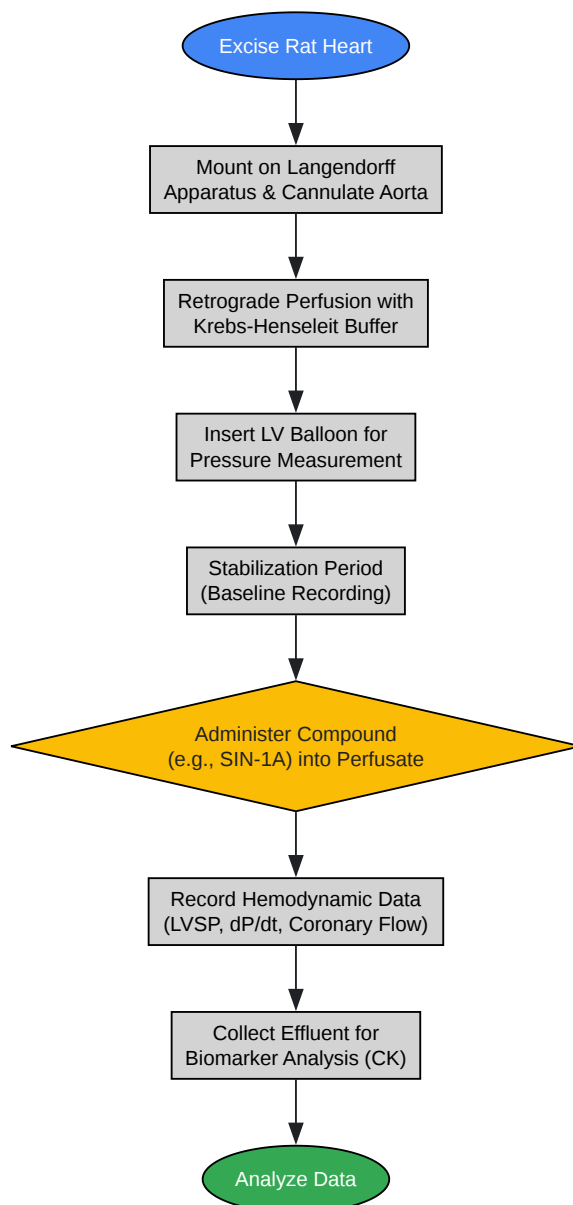 Excise Rat Heart
Mount on Langendorff
Apparatus & Cannulate Aorta
Retrograde Perfusion with
Krebs-Henseleit Buffer
Insert LV Balloon for
Pressure Measurement
Stabilization Period
(Baseline Recording)
Administer Compound
(e.g., SIN-1A) into Perfusate
Record Hemodynamic Data
(LVSP, dP/dt, Coronary Flow)
Collect Effluent for
Biomarker Analysis (CK)
Analyze Data